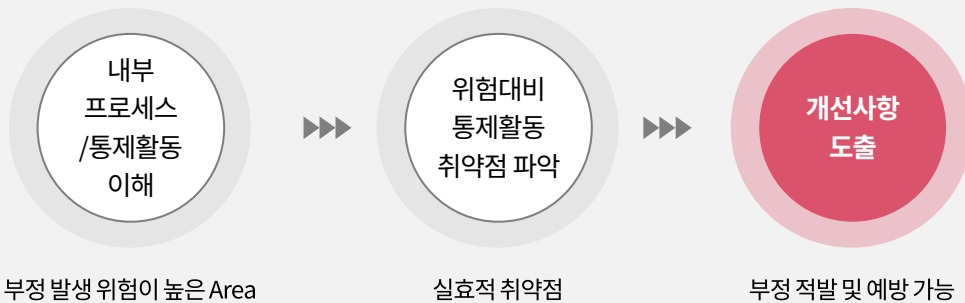 내부
프로세스
/통제활동
이해
위험대비
통제활동
취약점 파악
개선사항
도출
부정 발생 위험이 높은 Area
실효적 취약점
부정 적발 및 예방 가능